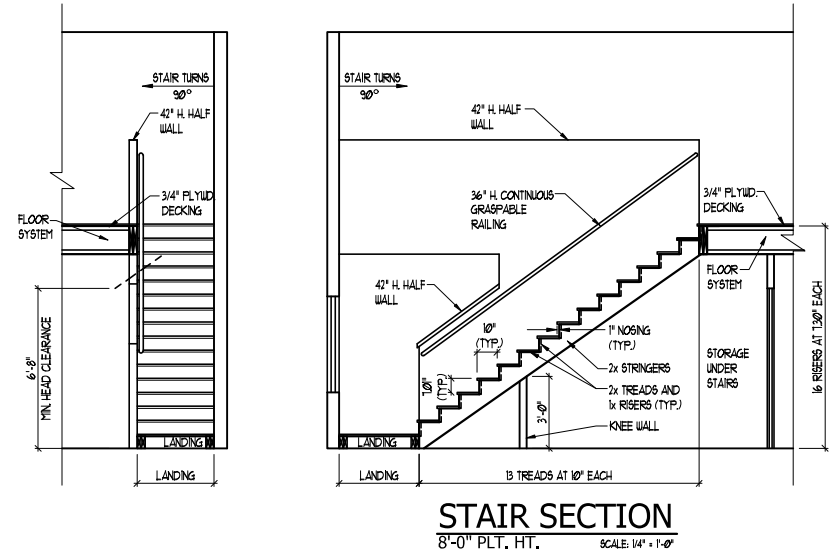 STAIR TURNS
90°
42" H. HALF
WALL
3/4" PLYWD.
DECKING
FLOOR
SYSTEM
6'-8"
MIN. HEAD CLEARANCE
LANDING
LANDING
STAIR TURNS
90°
42" H. HALF
WALL
36" H. CONTINUOUS
GRASPABLE
RAILING
3/4" PLYWD.
DECKING
FLOOR
SYSTEM
42" H. HALF
WALL
10"
(TYP.)
7.01"
(TYP.)
1" NOSING
(TYP.)
2x STRINGERS
2x TREADS AND
1x RISERS (TYP.)
KNEE WALL
3'-0"
STORAGE
UNDER
STAIRS
16 RISERS AT 7.30" EACH
LANDING
LANDING
13 TREADS AT 10" EACH
STAIR SECTION
8'-0" PLT. HT.
SCALE: 1/4" = 1'-0"